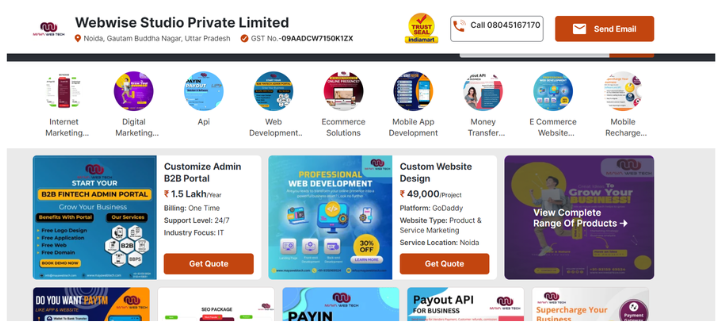 Webwise Studio Private Limited
Noida, Gautam Buddha Nagar, Uttar Pradesh
GST No.-09AADCW7150K1ZX
TRUST
SEAL
indiamart
Call 08045167170
Send Email
Internet
Marketing...
Digital
Marketing...
Api
Web
Development..
Ecommerce
Solutions
Mobile App
Development
Money
Transfer...
E Commerce
Website...
Mobile
Recharge...
START YOUR
B2B FINTECH ADMIN PORTAL
Grow Your Business
Benefits With Portal
Our Services
Free Logo Design
Free Application
Free Web
Free Domain
BOOK DEMO NOW
B2B
BBPS
Customize Admin
B2B Portal
₹ 1.5 Lakh/Year
Billing: One Time
Support Level: 24/7
Industry Focus: IT
Get Quote
PROFESSIONAL
WEB DEVELOPMENT
30%
OFF
Custom Website
Design
₹ 49,000/Project
Platform: GoDaddy
Website Type: Product &
Service Marketing
Service Location: Noida
Get Quote
View Complete
Range Of Products →
DO YOU WANT PAYTM
LIKE APP & WEBSITE
SEO PACKAGE
PAYIN
Payout API
FOR BUSINESS
Supercharge Your
Payment